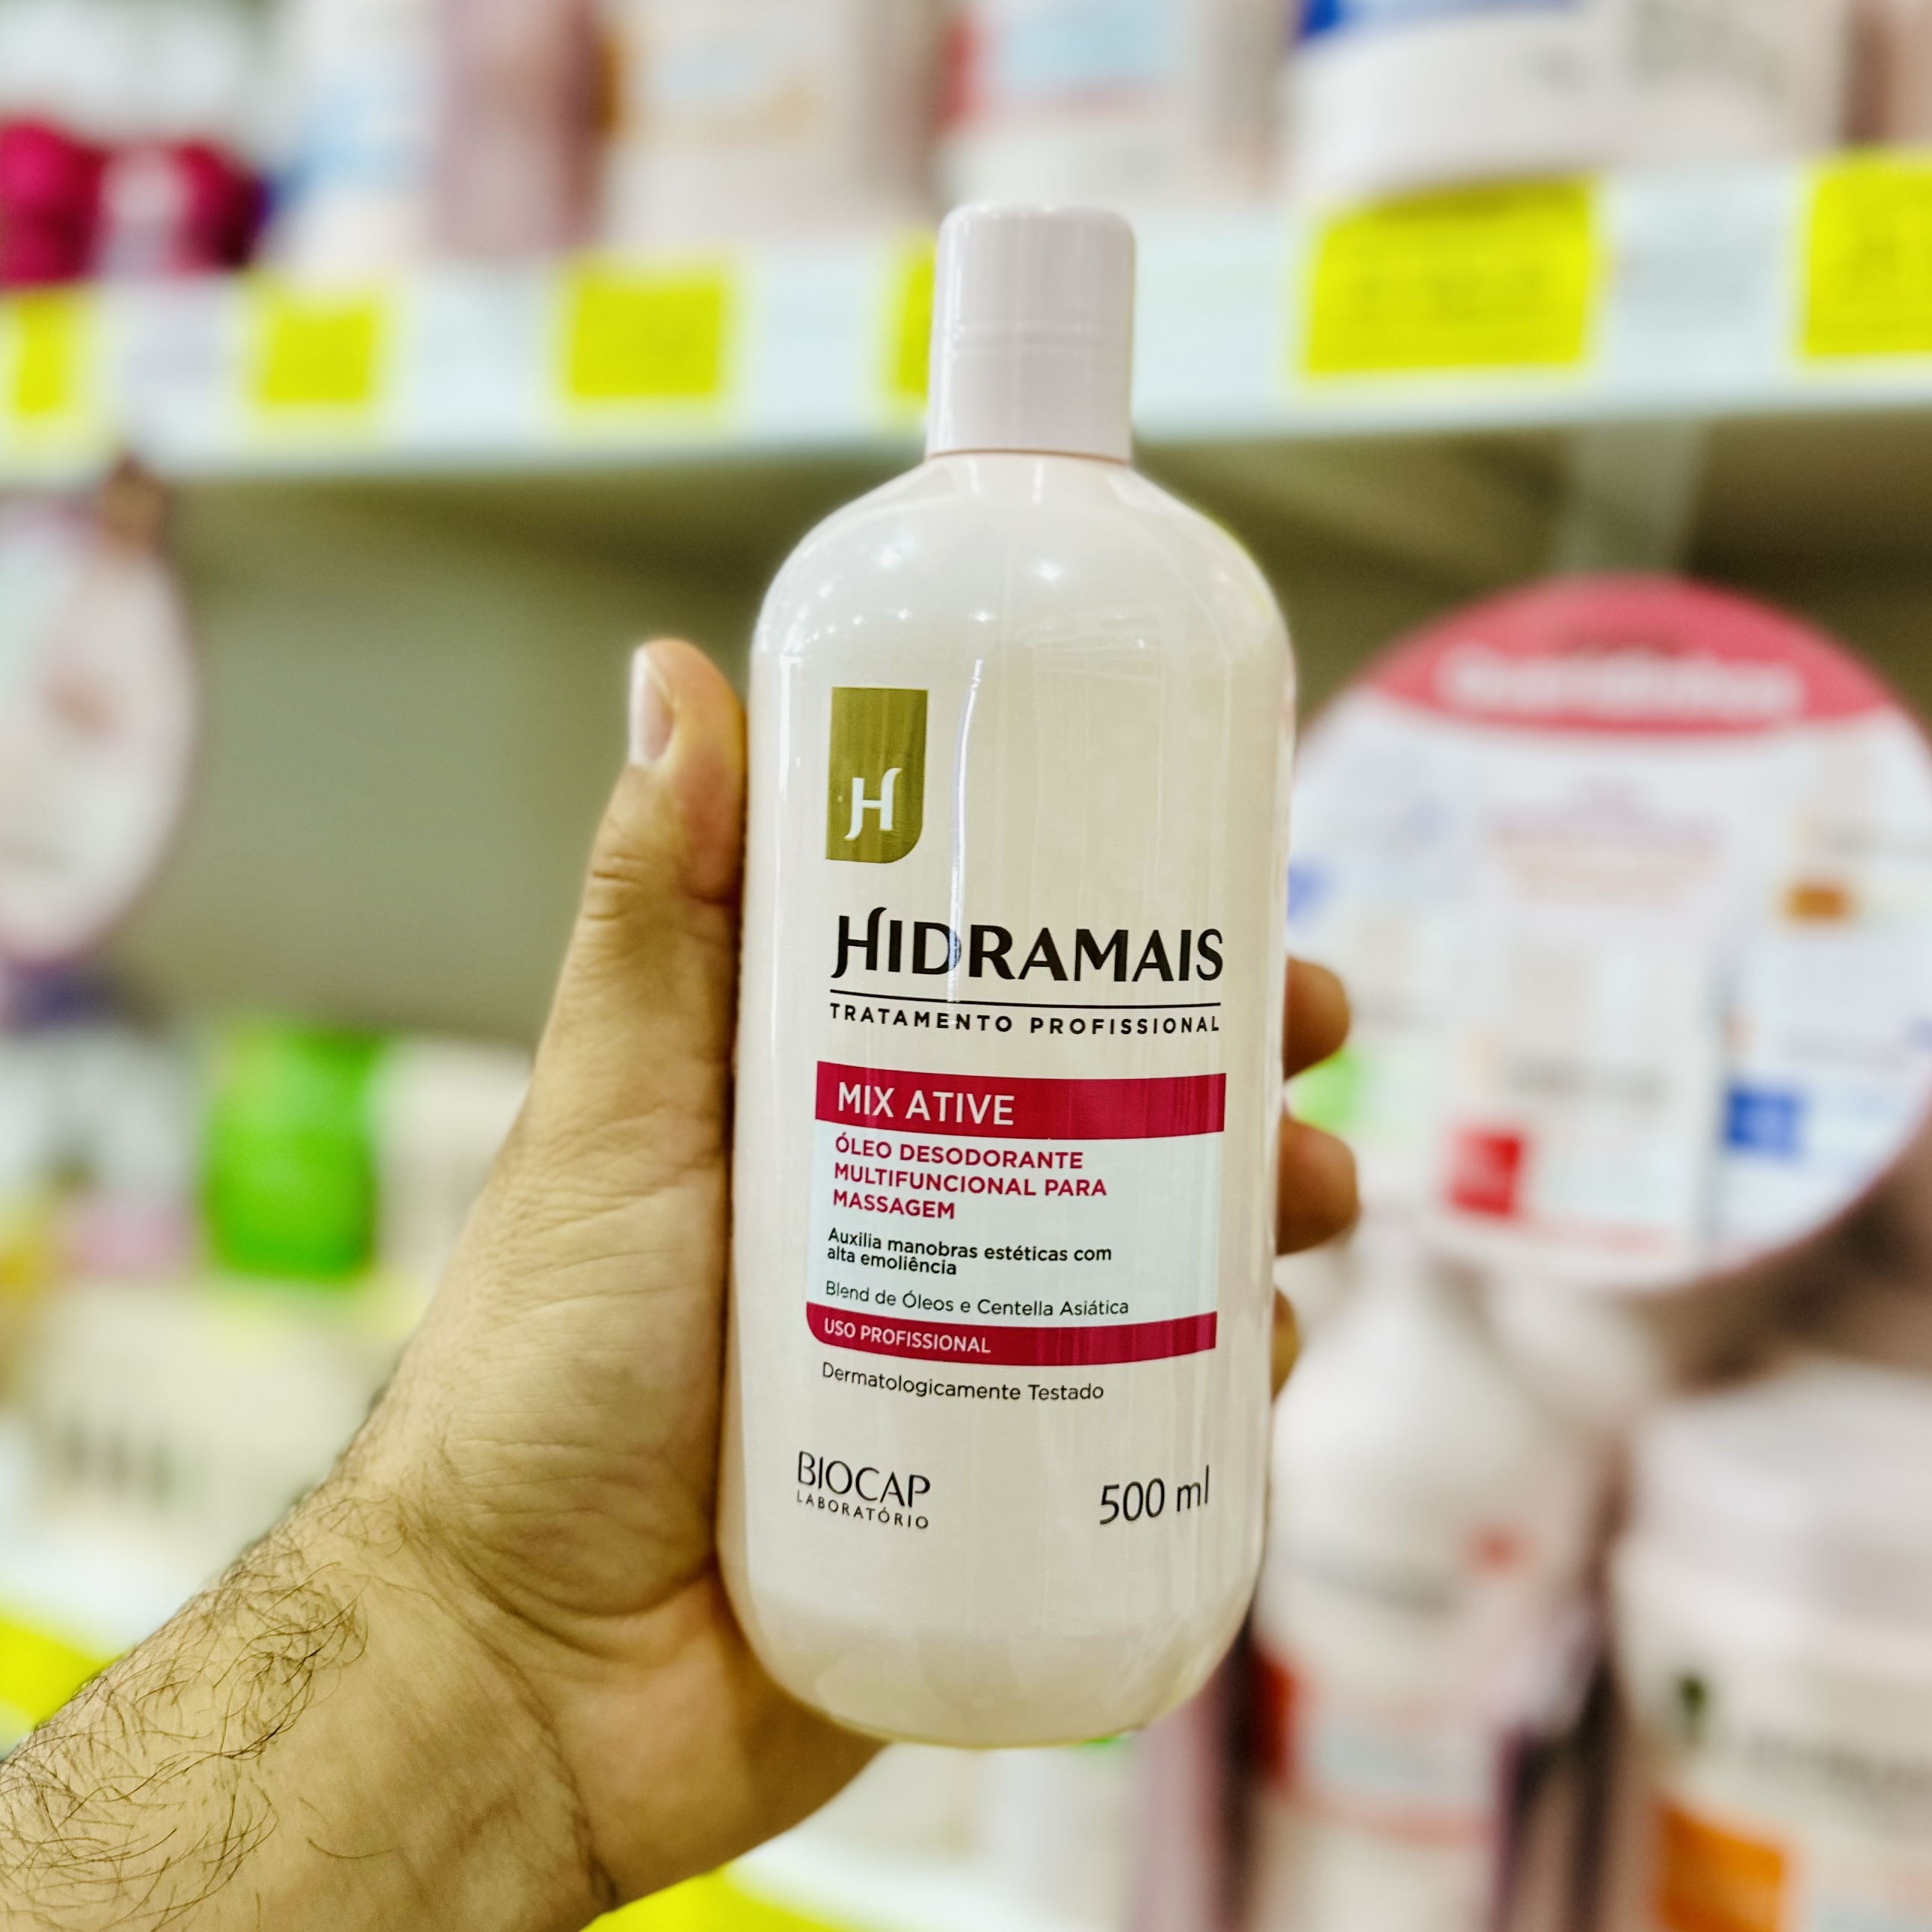 H
HIDRAMAIS
TRATAMENTO PROFISSIONAL
MIX ATIVE
ÓLEO DESODORANTE
MULTIFUNCIONAL PARA
MASSAGEM
Auxilia manobras estéticas com
alta emoliência
Blend de Óleos e Centella Asiática
USO PROFISSIONAL
Dermatologicamente Testado
BIOCAP
LABORATÓRIO
500 ml